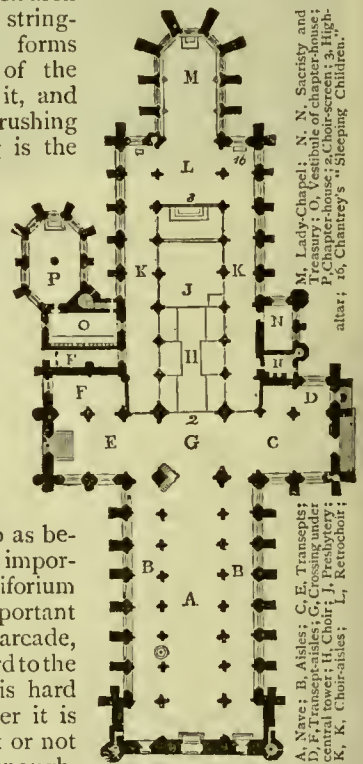 string-
forms
of the
it, and
rushing
is the
M
L
16
3
K K
J
P
O
F
N
H
N
F
D
2
E G C
B B
A
o as be-
impor-
iforium
portant
arcade,
rd to the
is hard
er it is
t or not
A, Nave; B, Aisles; C, E, Transepts;
D, F, Transept-aisles; G, Crossing under
central tower; H, Choir; J, Presbytery;
K, K, Choir-aisles; L, Retrochoir;
M, Lady-Chapel; N, N, Sacristy and
Treasury; O, Vestibule of chapter-house;
P, Chapter-house; 2, Choir-screen; 3, High-
altar; 16, Chantrey's "Sleeping Children."